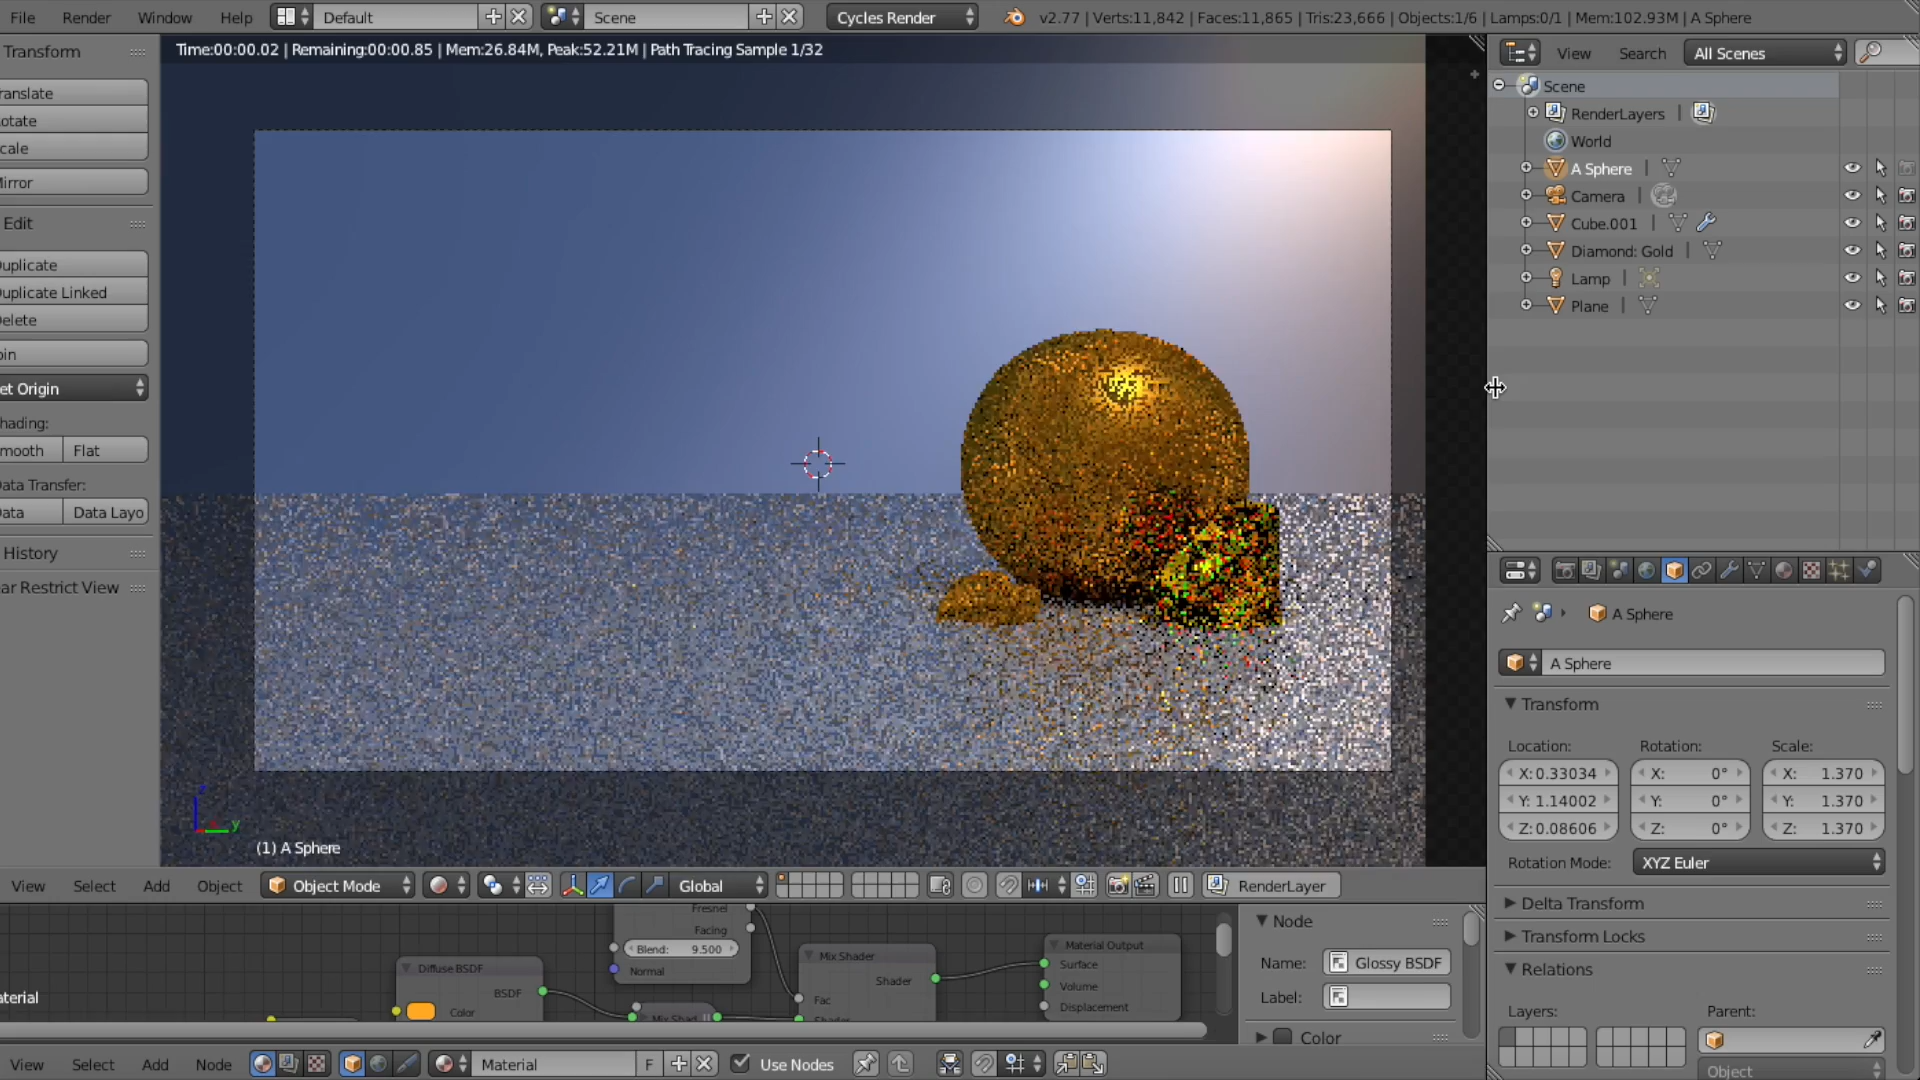 File Render Window Help Default Scene Cycles Render v2.77 | Verts:11,842 | Faces:11,865 | Tris:23,666 | Objects:1/6 | Lamps:0/1 | Mem:102.93M | A Sphere
Transform
Time:00:00.02 | Remaining:00:00.85 | Mem:26.84M, Peak:52.21M | Path Tracing Sample 1/32
View Search All Scenes
Scene
RenderLayers |
World
A Sphere |
Camera |
Cube.001 |
Diamond: Gold |
Lamp |
Plane |
ranslate
otate
cale
Mirror
Edit
uplicate
uplicate Linked
elete
oin
et Origin
hading:
mooth Flat
ata Transfer:
ata Data Layo
History
ear Restrict View
z
y
(1) A Sphere
View Select Add Object Object Mode Global RenderLayer
A Sphere
A Sphere
Transform
Location: Rotation: Scale:
X: 0.33034 X: 0° X: 1.370
Y: 1.14002 Y: 0° Y: 1.370
Z: 0.08606 Z: 0° Z: 1.370
Rotation Mode: XYZ Euler
Delta Transform
Transform Locks
Relations
Layers: Parent:
Object
Fresnel
Facing
Blend: 9.500
Normal
Diffuse BSDF
BSDF
Color
aterial
Mix Shad
Mix Shader
Shader
Fac
Shader
Material Output
Surface
Volume
Displacement
Node
Name: Glossy BSDF
Label:
Color
View Select Add Node Material F Use Nodes